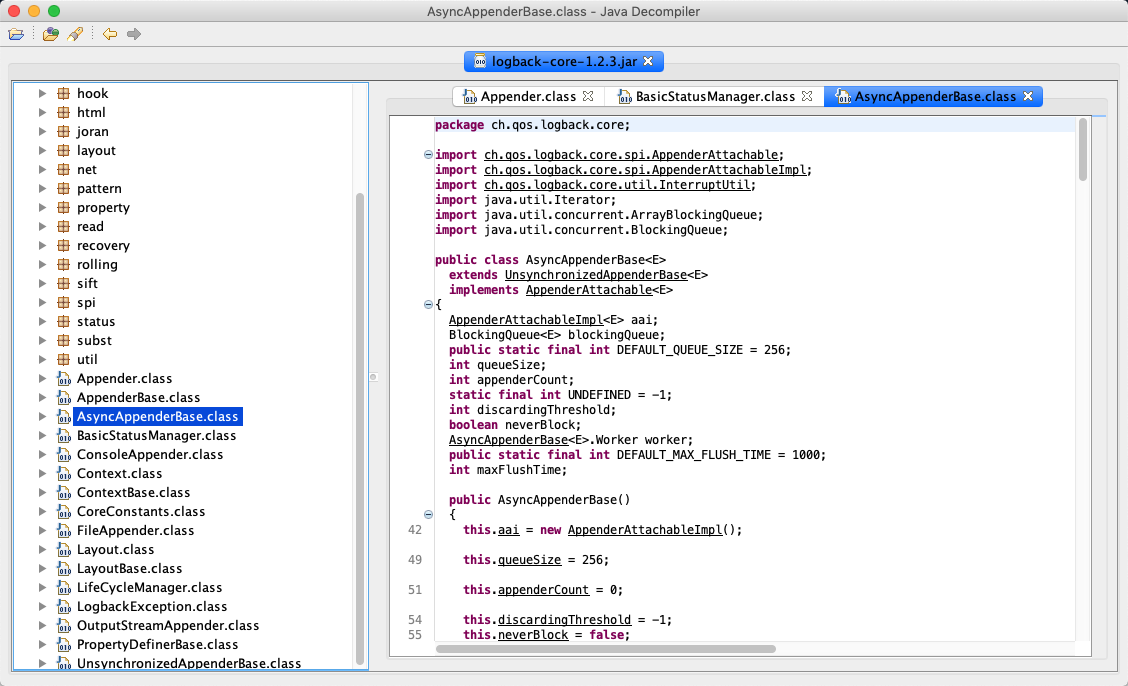 AsyncAppenderBase.class - Java Decompiler
logback-core-1.2.3.jar
hook
html
joran
layout
net
pattern
property
read
recovery
rolling
sift
spi
status
subst
util
Appender.class
AppenderBase.class
AsyncAppenderBase.class
BasicStatusManager.class
ConsoleAppender.class
Context.class
ContextBase.class
CoreConstants.class
FileAppender.class
Layout.class
LayoutBase.class
LifeCycleManager.class
LogbackException.class
OutputStreamAppender.class
PropertyDefinerBase.class
UnsynchronizedAppenderBase.class
Appender.class BasicStatusManager.class AsyncAppenderBase.class
package ch.qos.logback.core;
import ch.qos.logback.core.spi.AppenderAttachable;
import ch.qos.logback.core.spi.AppenderAttachableImpl;
import ch.qos.logback.core.util.InterruptUtil;
import java.util.Iterator;
import java.util.concurrent.ArrayBlockingQueue;
import java.util.concurrent.BlockingQueue;
public class AsyncAppenderBase<E>
extends UnsynchronizedAppenderBase<E>
implements AppenderAttachable<E>
{
AppenderAttachableImpl<E> aai;
BlockingQueue<E> blockingQueue;
public static final int DEFAULT_QUEUE_SIZE = 256;
int queueSize;
int appenderCount;
static final int UNDEFINED = -1;
int discardingThreshold;
boolean neverBlock;
AsyncAppenderBase<E>.Worker worker;
public static final int DEFAULT_MAX_FLUSH_TIME = 1000;
int maxFlushTime;
public AsyncAppenderBase()
{
42 this.aai = new AppenderAttachableImpl();
49 this.queueSize = 256;
51 this.appenderCount = 0;
54 this.discardingThreshold = -1;
55 this.neverBlock = false;